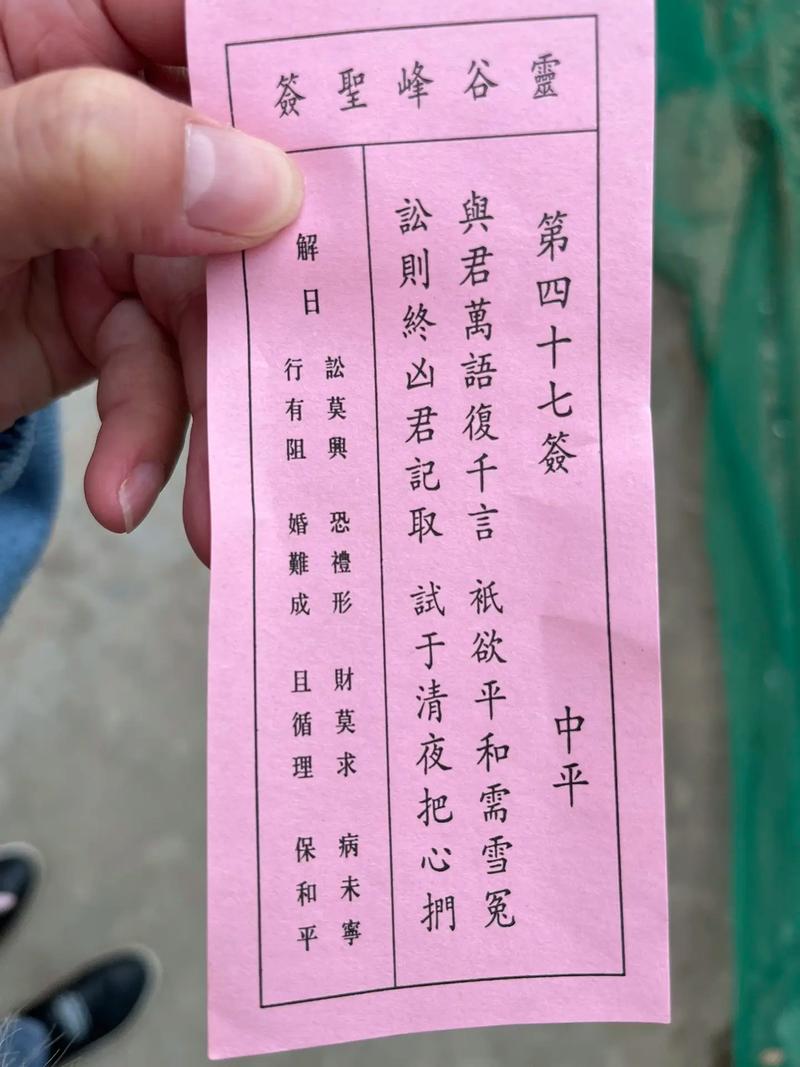 靈谷峰聖簽
第四十七簽 中平
與君萬語復千言 祇欲平和需雪冤
訟則終凶君記取 試于清夜把心捫
解日
訟莫興 恐禮形 財莫求 病未寧
行有阻 婚難成 且循理 保和平